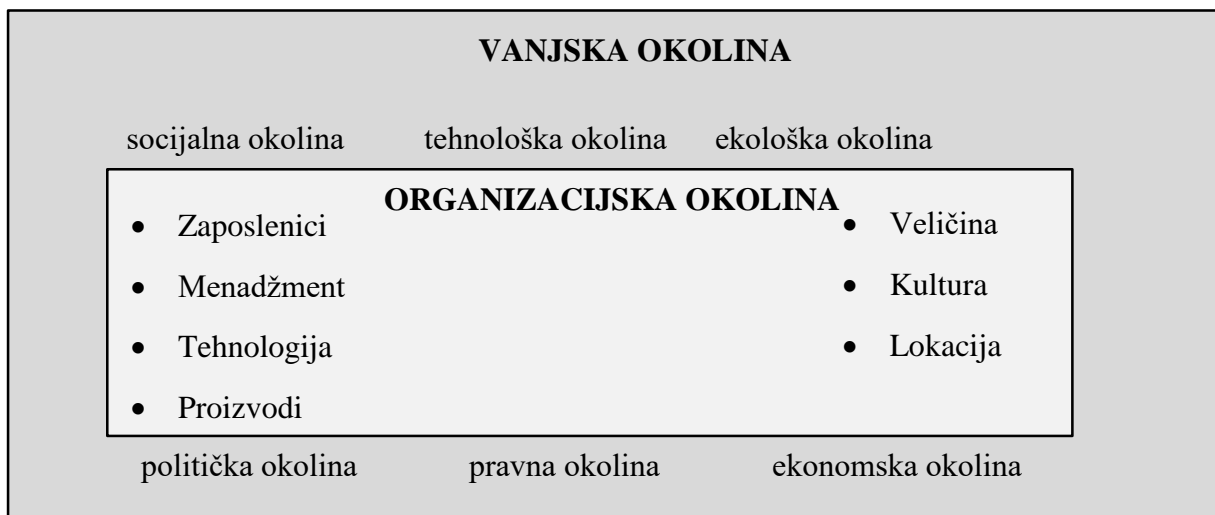 VANJSKA OKOLINA
socijalna okolina tehnološka okolina ekološka okolina
ORGANIZACIJSKA OKOLINA
• Zaposlenici
• Menadžment
• Tehnologija
• Proizvodi
• Veličina
• Kultura
• Lokacija
politička okolina pravna okolina ekonomska okolina